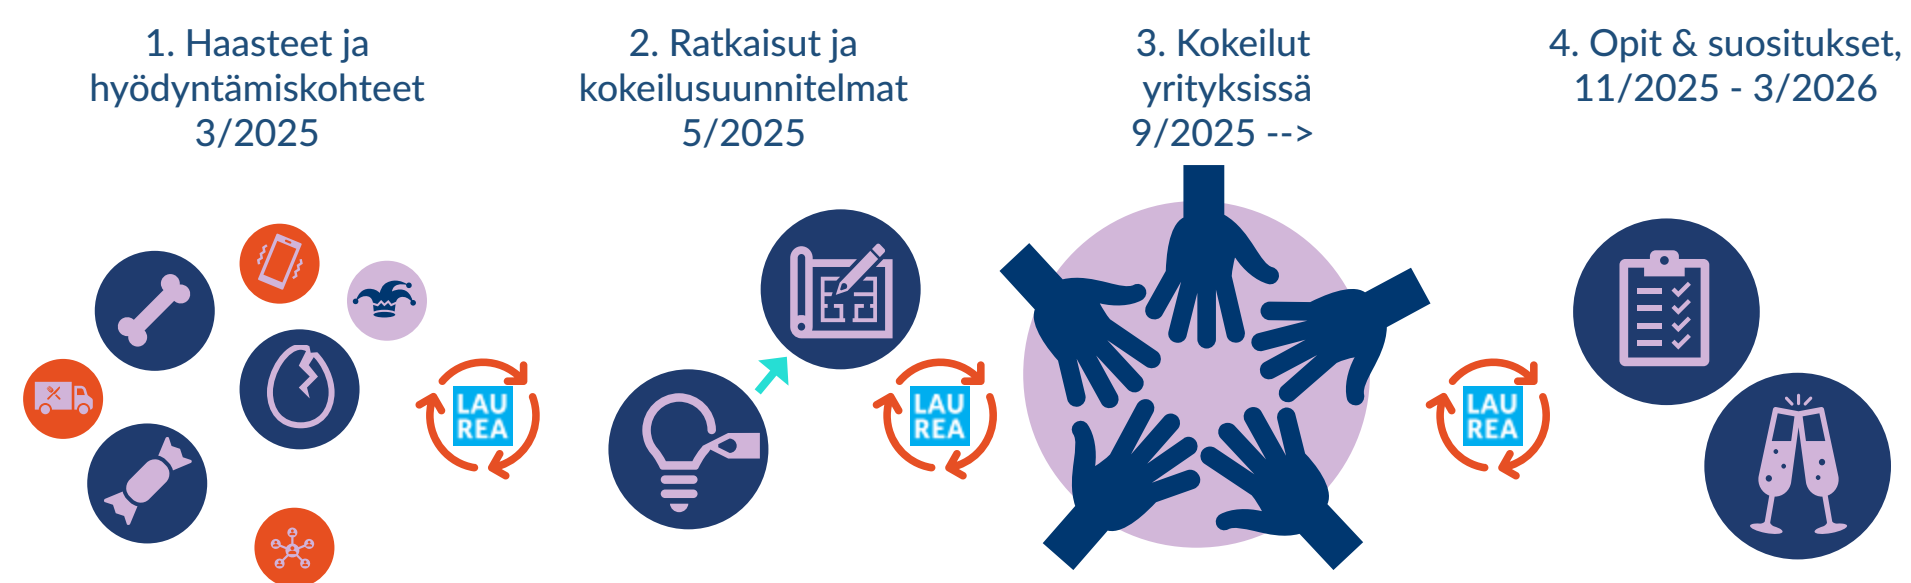 1. Haasteet ja
hyödyntämiskohteet
3/2025
2. Ratkaisut ja
kokeilusuunnitelmat
5/2025
3. Kokeilut
yrityksissä
9/2025 -->
4. Opit & suositukset,
11/2025 - 3/2026
LAU
REA
LAU
REA
LAU
REA